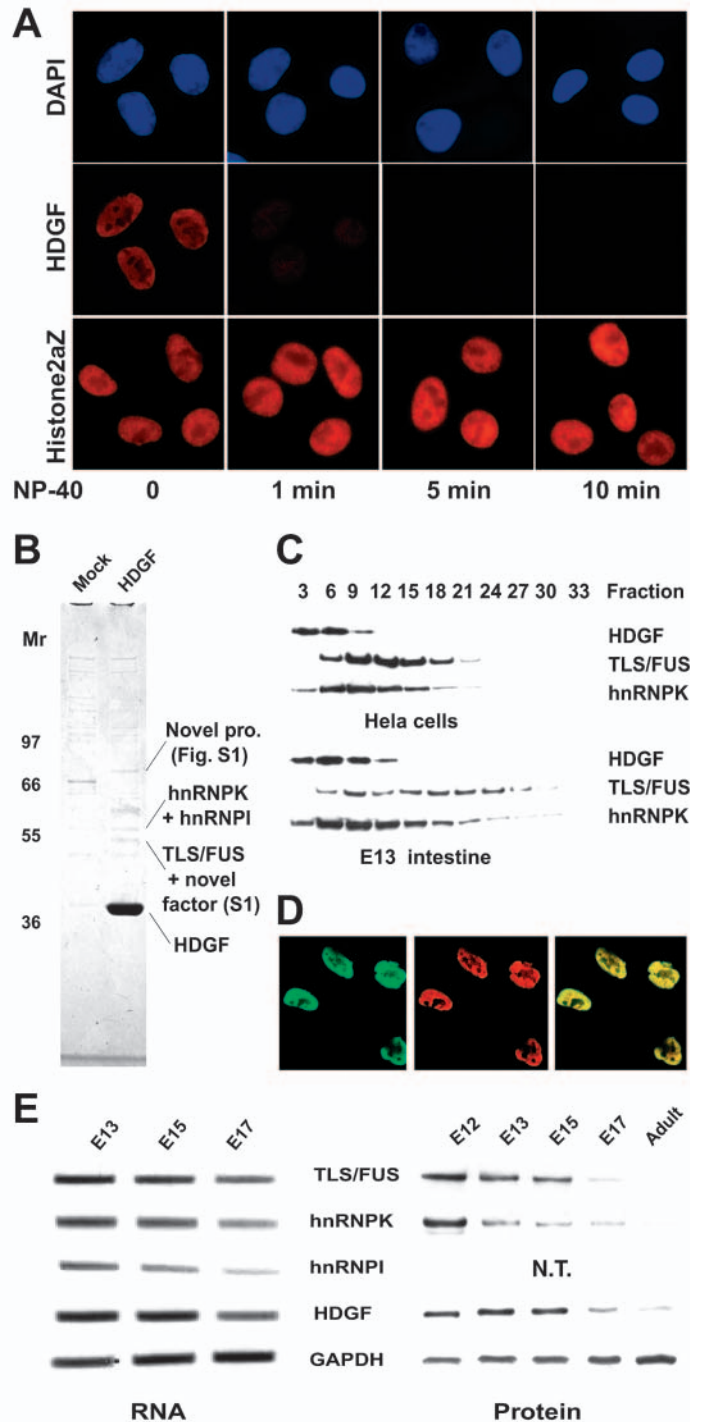 A
DAPI
HDGF
Histone2aZ
NP-40 0 1 min 5 min 10 min
B
Mock HDGF
Mr
97
66
55
36
Novel pro.
(Fig. S1)
hnRNPK
+ hnRNPI
TLS/FUS
+ novel
factor (S1)
HDGF
C
3 6 9 12 15 18 21 24 27 30 33 Fraction
HDGF
TLS/FUS
hnRNPK
Hela cells
HDGF
TLS/FUS
hnRNPK
E13 intestine
D
E
E13 E15 E17
E12 E13 E15 E17 Adult
TLS/FUS
hnRNPK
hnRNPI N.T.
HDGF
GAPDH
RNA Protein